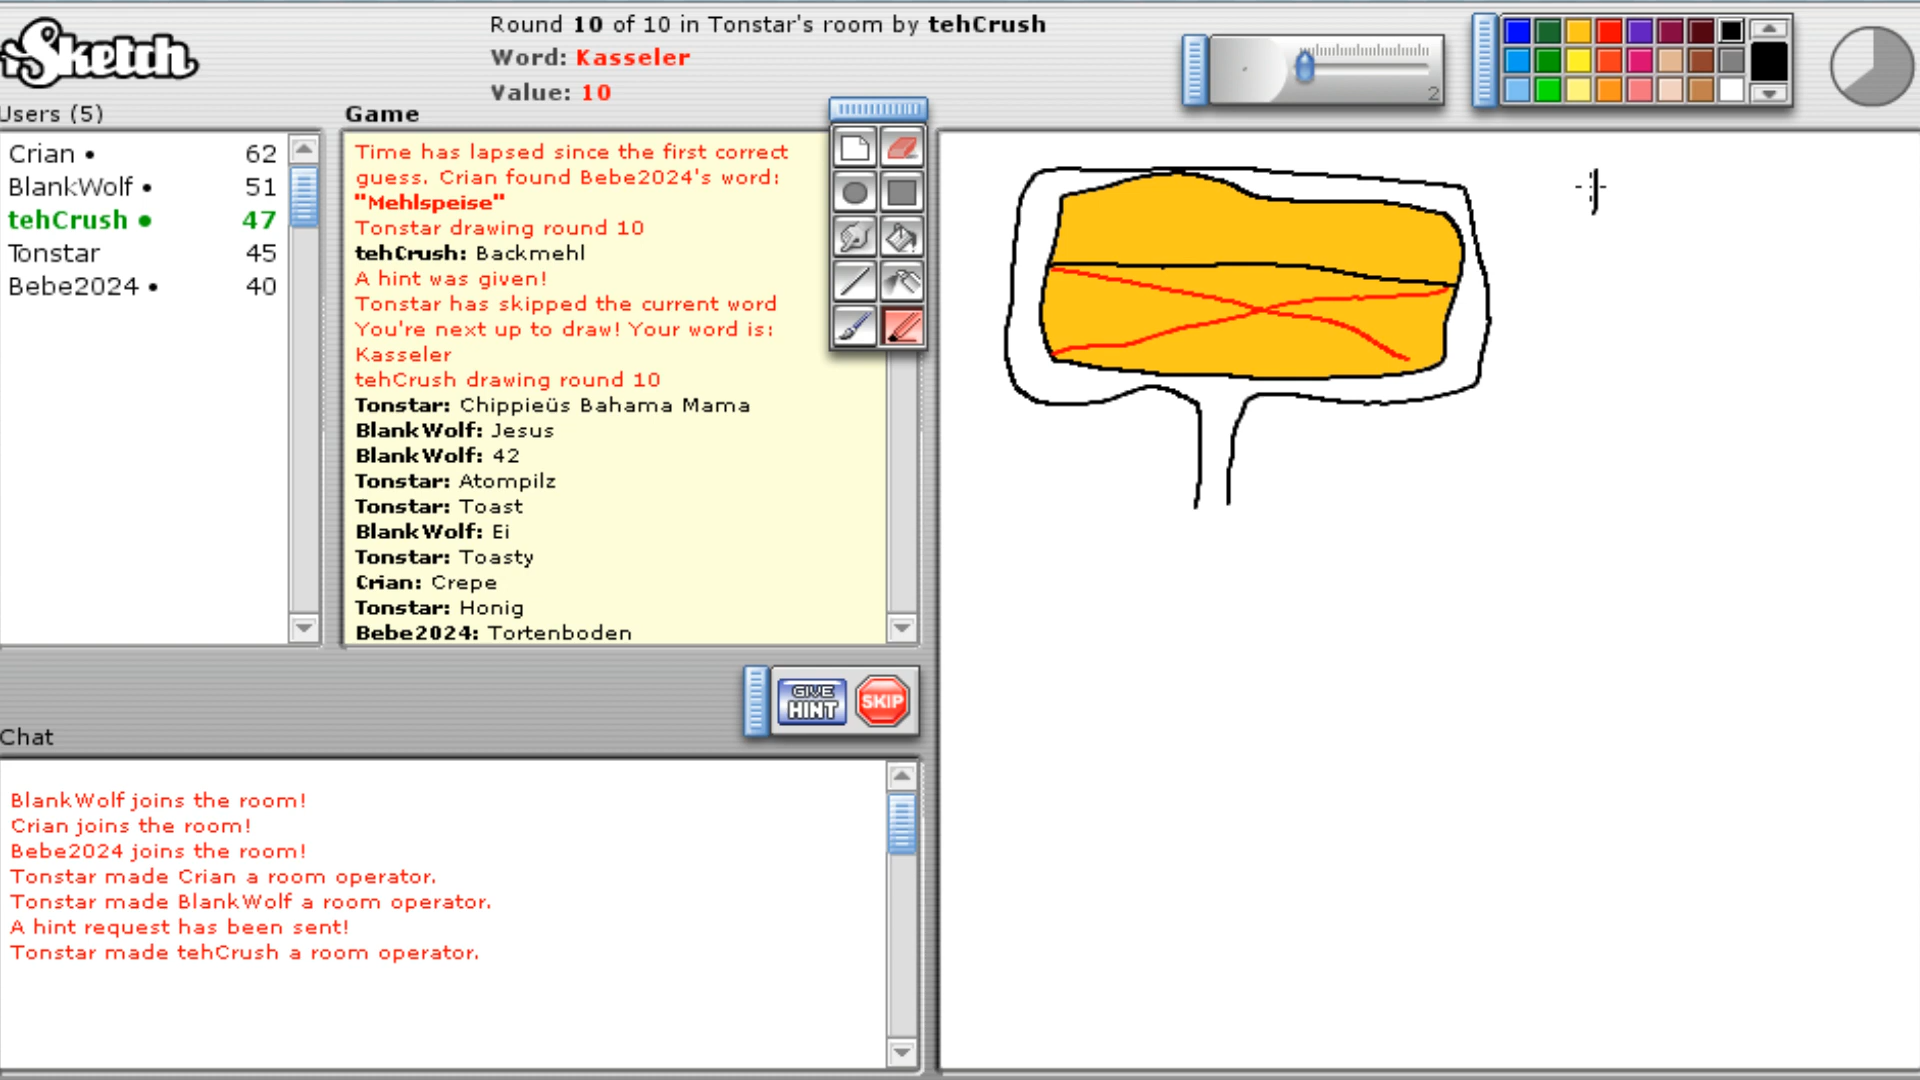 iSketch
Round 10 of 10 in Tonstar's room by tehCrush
Word: Kasseler
Value: 10
2
Users (5)
Crian • 62
BlankWolf • 51
tehCrush • 47
Tonstar 45
Bebe2024 • 40
Game
Time has lapsed since the first correct
guess. Crian found Bebe2024's word:
"Mehlspeise"
Tonstar drawing round 10
tehCrush: Backmehl
A hint was given!
Tonstar has skipped the current word
You're next up to draw! Your word is:
Kasseler
tehCrush drawing round 10
Tonstar: Chippieüs Bahama Mama
BlankWolf: Jesus
BlankWolf: 42
Tonstar: Atompilz
Tonstar: Toast
BlankWolf: Ei
Tonstar: Toasty
Crian: Crepe
Tonstar: Honig
Bebe2024: Tortenboden
GIVE
HINT
SKIP
Chat
BlankWolf joins the room!
Crian joins the room!
Bebe2024 joins the room!
Tonstar made Crian a room operator.
Tonstar made BlankWolf a room operator.
A hint request has been sent!
Tonstar made tehCrush a room operator.